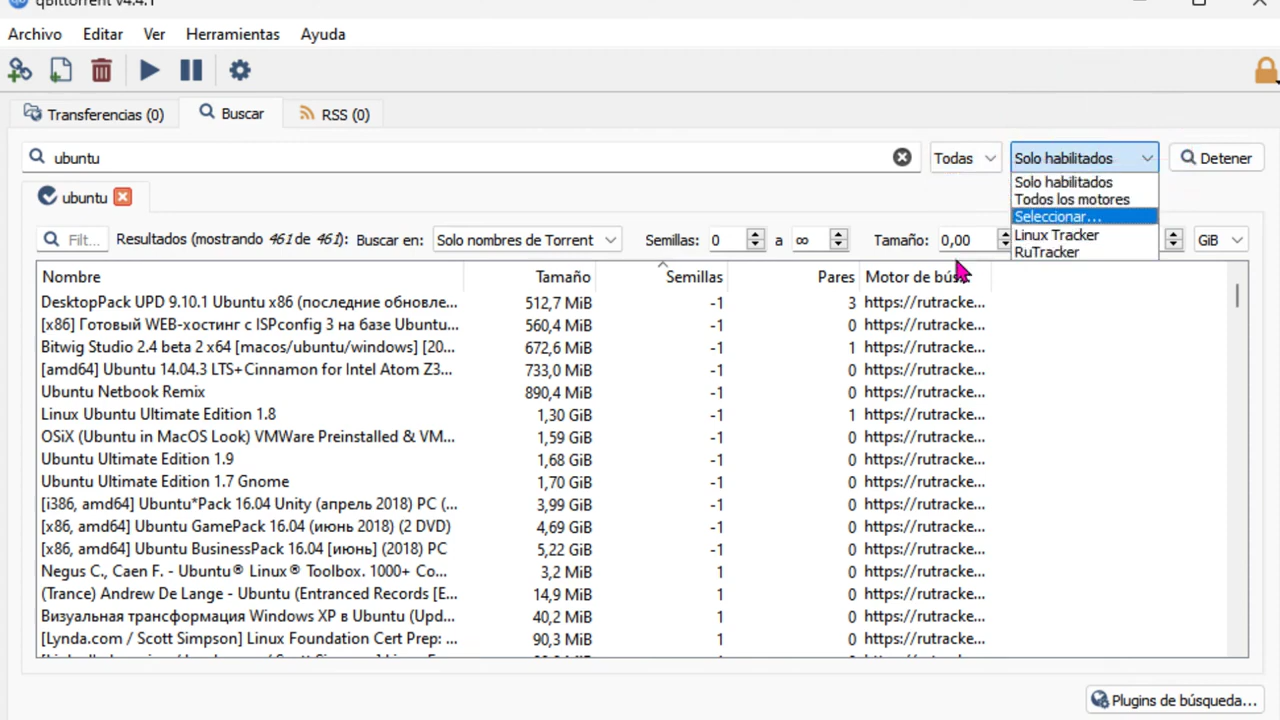 qBittorrent v4.4.1
Archivo Editar Ver Herramientas Ayuda
Transferencias (0) Buscar RSS (0)
ubuntu Todas Solo habilitados Detener
Solo habilitados
Todos los motores
Seleccionar...
Linux Tracker
RuTracker
ubuntu
Filt... Resultados (mostrando 461 de 461): Buscar en: Solo nombres de Torrent Semillas: 0 a ∞ Tamaño: 0,00 GiB
Nombre Tamaño Semillas Pares Motor de búsq
DesktopPack UPD 9.10.1 Ubuntu x86 (последние обновле... 512,7 MiB -1 3 https://rutracke...
[x86] Готовый WEB-хостинг с ISPconfig 3 на базе Ubuntu... 560,4 MiB -1 0 https://rutracke...
Bitwig Studio 2.4 beta 2 x64 [macos/ubuntu/windows] [20... 672,6 MiB -1 1 https://rutracke...
[amd64] Ubuntu 14.04.3 LTS+Cinnamon for Intel Atom Z3... 733,0 MiB -1 0 https://rutracke...
Ubuntu Netbook Remix 890,4 MiB -1 0 https://rutracke...
Linux Ubuntu Ultimate Edition 1.8 1,30 GiB -1 1 https://rutracke...
OSiX (Ubuntu in MacOS Look) VMWare Preinstalled & VM... 1,59 GiB -1 0 https://rutracke...
Ubuntu Ultimate Edition 1.9 1,68 GiB -1 0 https://rutracke...
Ubuntu Ultimate Edition 1.7 Gnome 1,70 GiB -1 0 https://rutracke...
[i386, amd64] Ubuntu*Pack 16.04 Unity (апрель 2018) PC (... 3,99 GiB -1 0 https://rutracke...
[x86, amd64] Ubuntu GamePack 16.04 (июнь 2018) (2 DVD) 4,69 GiB -1 0 https://rutracke...
[x86, amd64] Ubuntu BusinessPack 16.04 [июнь] (2018) PC 5,22 GiB -1 0 https://rutracke...
Negus C., Caen F. - Ubuntu® Linux® Toolbox. 1000+ Co... 3,2 MiB 1 0 https://rutracke...
(Trance) Andrew De Lange - Ubuntu (Entranced Records [E... 14,9 MiB 1 0 https://rutracke...
Визуальная трансформация Windows XP в Ubuntu (Upd... 40,2 MiB 1 0 https://rutracke...
[Lynda.com / Scott Simpson] Linux Foundation Cert Prep: ... 90,3 MiB 1 0 https://rutracke...
Plugins de búsqueda...